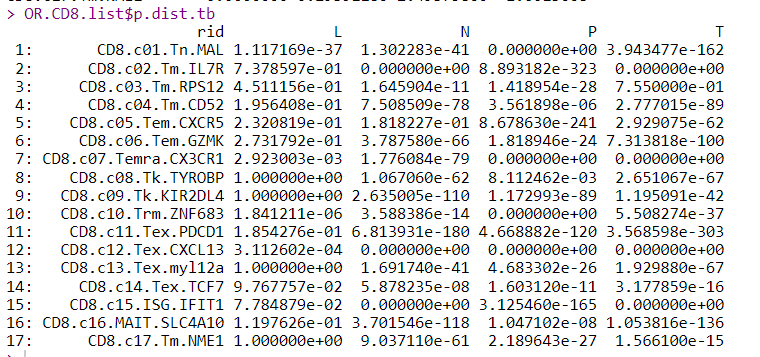 > OR.CD8.list$p.dist.tb
rid L N P T
1: CD8.c01.Tn.MAL 1.117169e-37 1.302283e-41 0.000000e+00 3.943477e-162
2: CD8.c02.Tm.IL7R 7.378597e-01 0.000000e+00 8.893182e-323 0.000000e+00
3: CD8.c03.Tm.RPS12 4.511156e-01 1.645904e-11 1.418954e-28 7.550000e-01
4: CD8.c04.Tm.CD52 1.956408e-01 7.508509e-78 3.561898e-06 2.777015e-89
5: CD8.c05.Tem.CXCR5 2.320819e-01 1.818227e-01 8.678630e-241 2.929075e-62
6: CD8.c06.Tem.GZMK 2.731792e-01 3.787580e-66 1.818946e-24 7.313818e-100
7: CD8.c07.Temra.CX3CR1 2.923003e-03 1.776084e-79 0.000000e+00 0.000000e+00
8: CD8.c08.Tk.TYROBP 1.000000e+00 1.067060e-62 8.112462e-03 2.651067e-47
9: CD8.c09.Tk.KIR2DL4 1.000000e+00 2.635005e-110 1.172993e-89 1.195091e-42
10: CD8.c10.Trm.ZNF683 1.841211e-06 3.588386e-14 0.000000e+00 5.508274e-37
11: CD8.c11.Tex.PDCD1 1.854276e-01 6.813931e-180 4.668882e-120 3.568598e-303
12: CD8.c12.Tex.CXCL13 3.112602e-04 0.000000e+00 0.000000e+00 0.000000e+00
13: CD8.c13.Tex.myl12a 1.000000e+00 1.691740e-41 4.683302e-26 1.929880e-67
14: CD8.c14.Tex.TCF7 9.767757e-02 5.878235e-08 1.603120e-11 3.177859e-16
15: CD8.c15.ISG.IFIT1 7.784879e-02 0.000000e+00 3.125460e-165 0.000000e+00
16: CD8.c16.MAIT.SLC4A10 1.197626e-01 3.701546e-118 1.047102e-08 1.053816e-136
17: CD8.c17.Tm.NME1 1.000000e+00 9.037110e-61 2.189643e-27 1.566100e-15